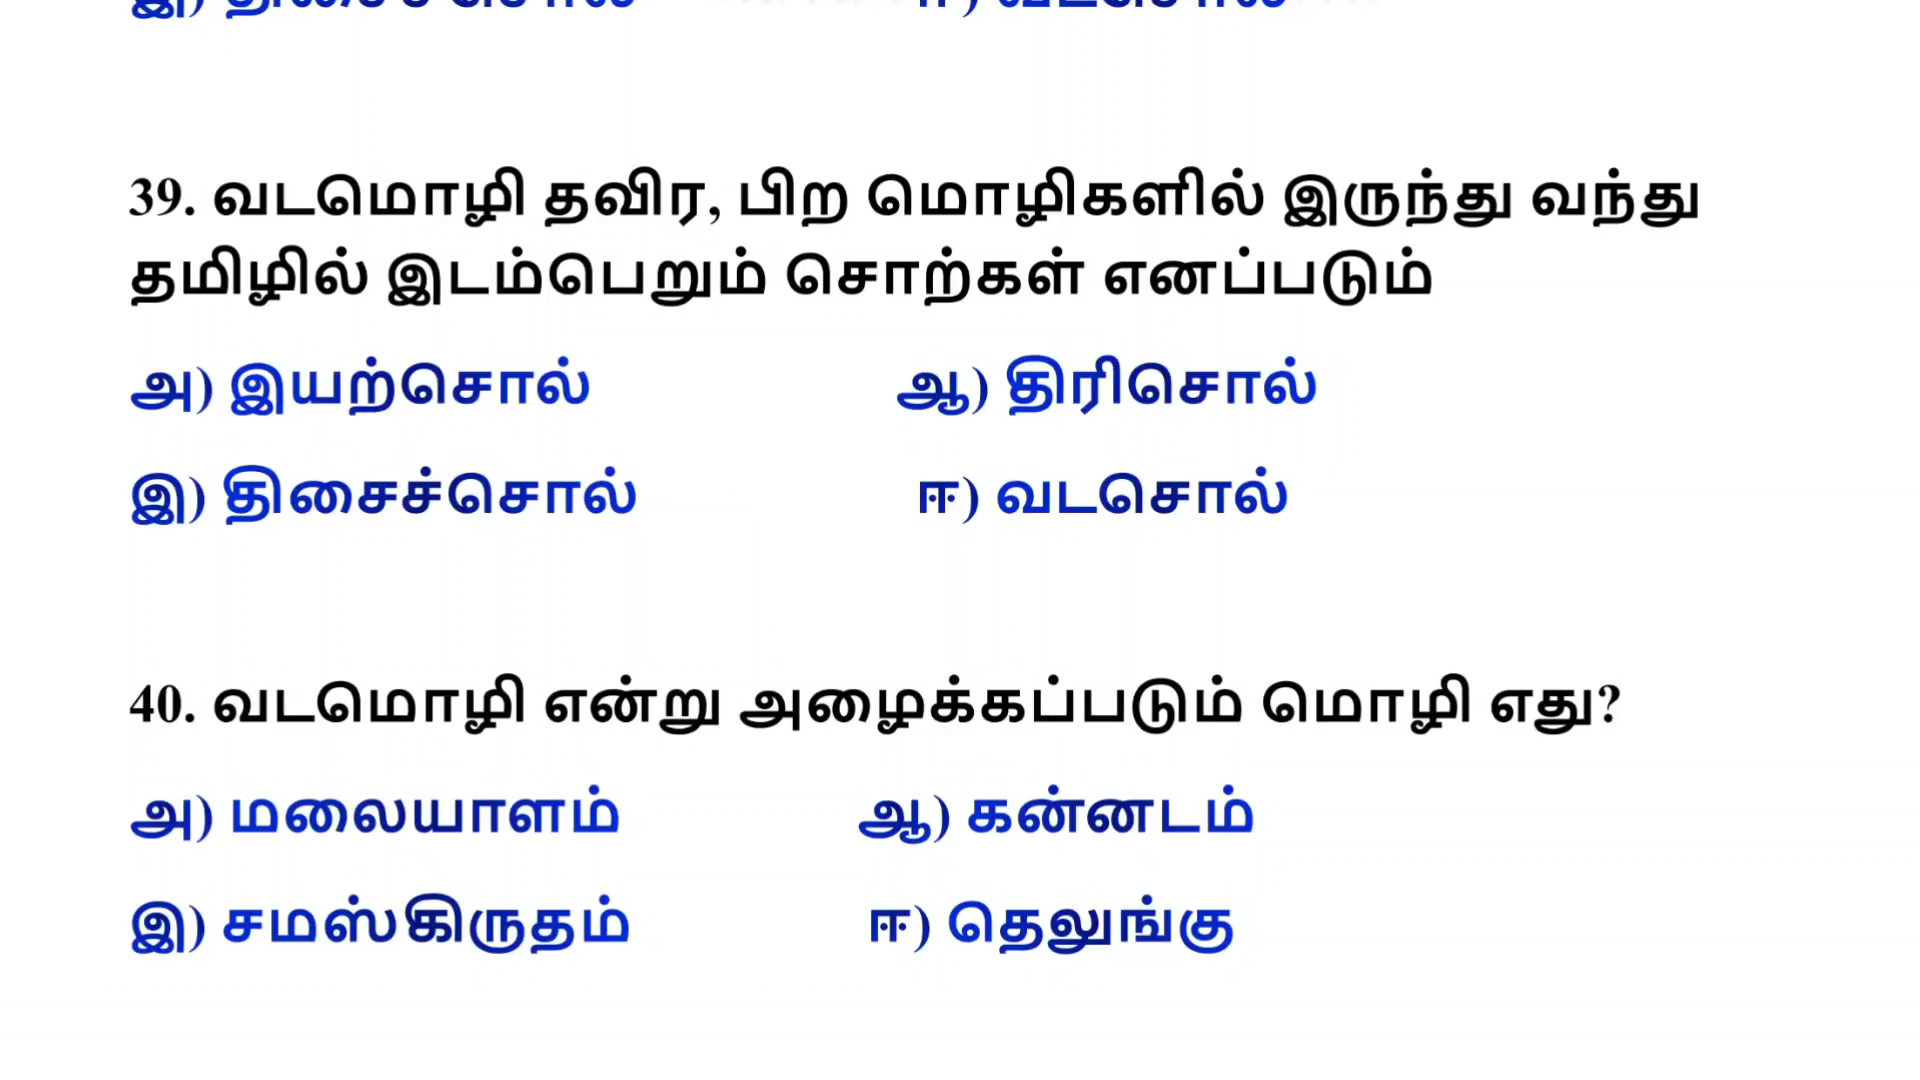 39. வடமொழி தவிர, பிற மொழிகளில் இருந்து வந்து
தமிழில் இடம்பெறும் சொற்கள் எனப்படும்
அ) இயற்சொல் ஆ) திரிசொல்
இ) திசைச்சொல் ஈ) வடசொல்
40. வடமொழி என்று அழைக்கப்படும் மொழி எது?
அ) மலையாளம் ஆ) கன்னடம்
இ) சமஸ்கிருதம் ஈ) தெலுங்கு